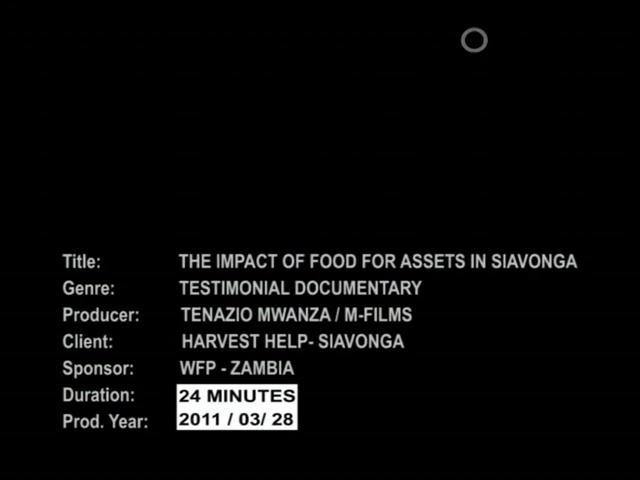 Title: THE IMPACT OF FOOD FOR ASSETS IN SIAVONGA
Genre: TESTIMONIAL DOCUMENTARY
Producer: TENAZIO MWANZA / M-FILMS
Client: HARVEST HELP- SIAVONGA
Sponsor: WFP - ZAMBIA
Duration: 24 MINUTES
Prod. Year: 2011 / 03/ 28